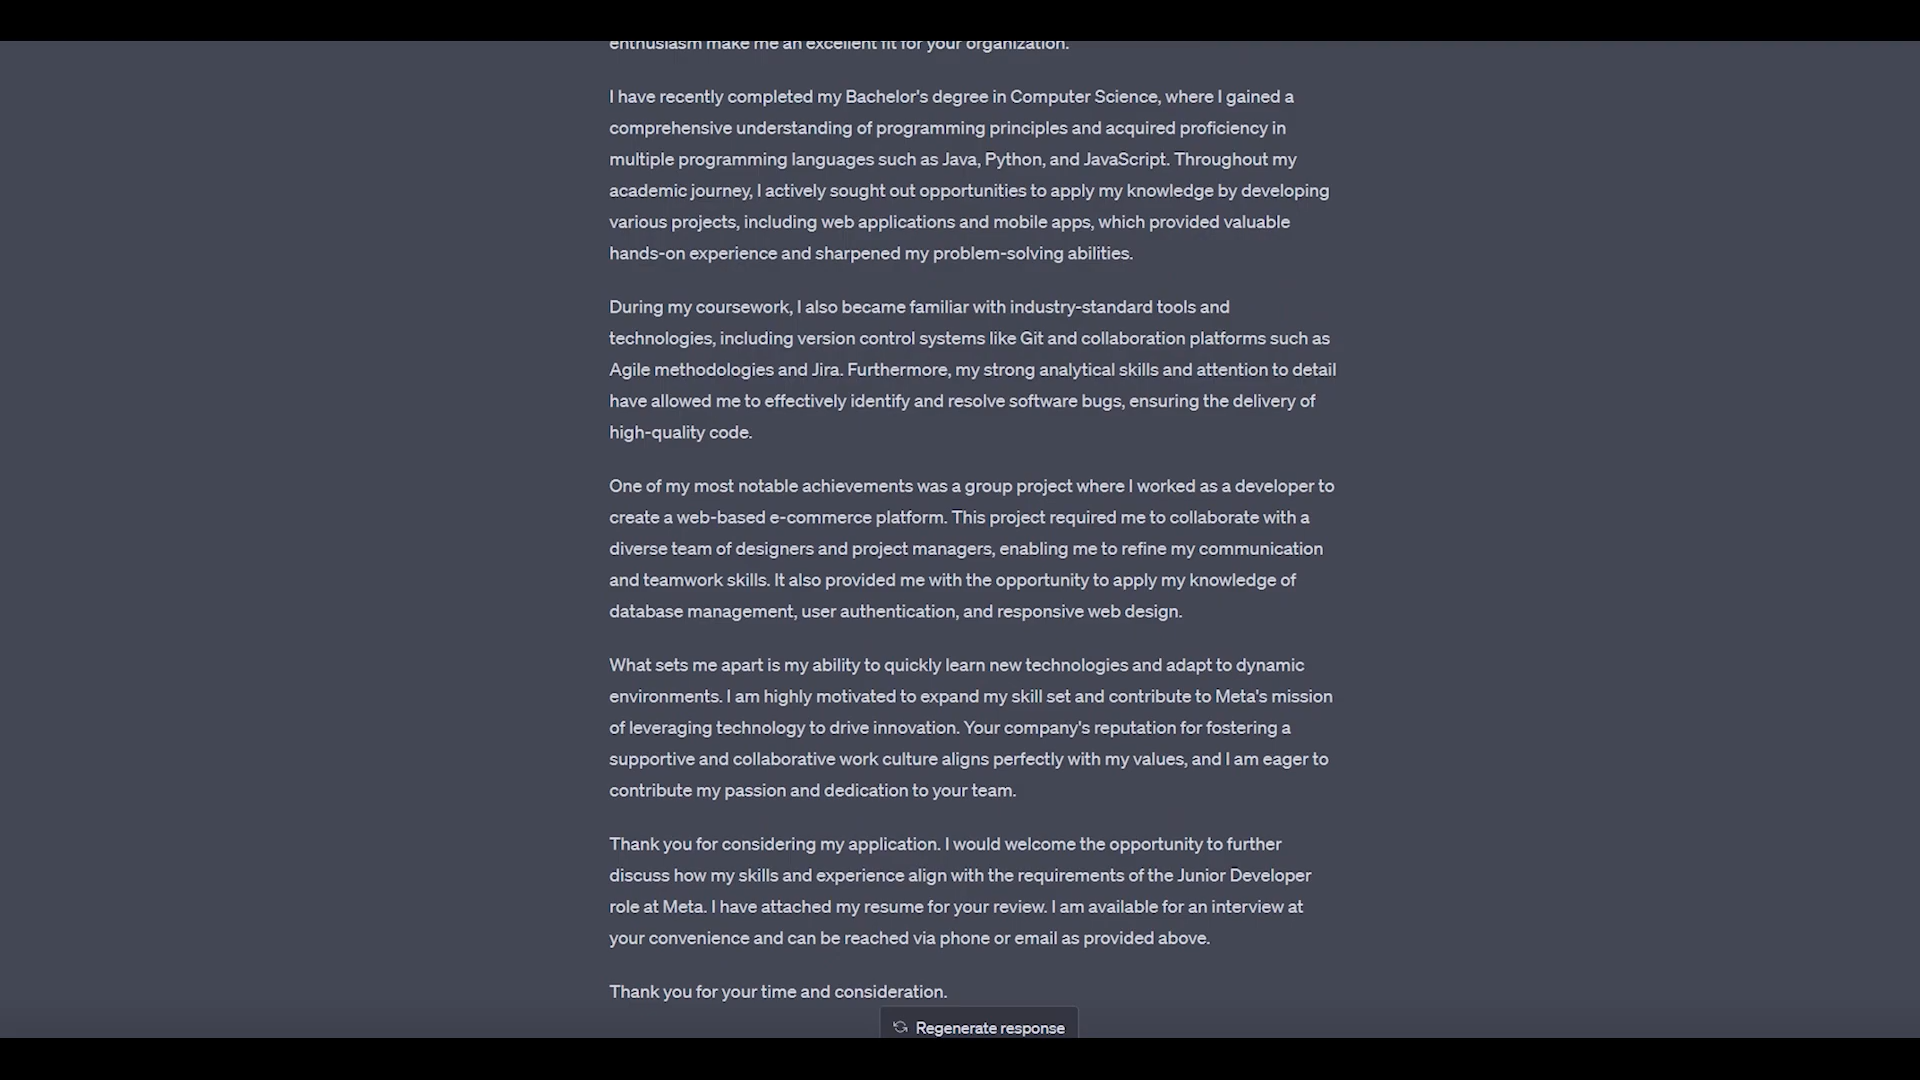 enthusiasm make me an excellent fit for your organization.
I have recently completed my Bachelor's degree in Computer Science, where I gained a
comprehensive understanding of programming principles and acquired proficiency in
multiple programming languages such as Java, Python, and JavaScript. Throughout my
academic journey, I actively sought out opportunities to apply my knowledge by developing
various projects, including web applications and mobile apps, which provided valuable
hands-on experience and sharpened my problem-solving abilities.
During my coursework, I also became familiar with industry-standard tools and
technologies, including version control systems like Git and collaboration platforms such as
Agile methodologies and Jira. Furthermore, my strong analytical skills and attention to detail
have allowed me to effectively identify and resolve software bugs, ensuring the delivery of
high-quality code.
One of my most notable achievements was a group project where I worked as a developer to
create a web-based e-commerce platform. This project required me to collaborate with a
diverse team of designers and project managers, enabling me to refine my communication
and teamwork skills. It also provided me with the opportunity to apply my knowledge of
database management, user authentication, and responsive web design.
What sets me apart is my ability to quickly learn new technologies and adapt to dynamic
environments. I am highly motivated to expand my skill set and contribute to Meta's mission
of leveraging technology to drive innovation. Your company's reputation for fostering a
supportive and collaborative work culture aligns perfectly with my values, and I am eager to
contribute my passion and dedication to your team.
Thank you for considering my application. I would welcome the opportunity to further
discuss how my skills and experience align with the requirements of the Junior Developer
role at Meta. I have attached my resume for your review. I am available for an interview at
your convenience and can be reached via phone or email as provided above.
Thank you for your time and consideration.
Regenerate response